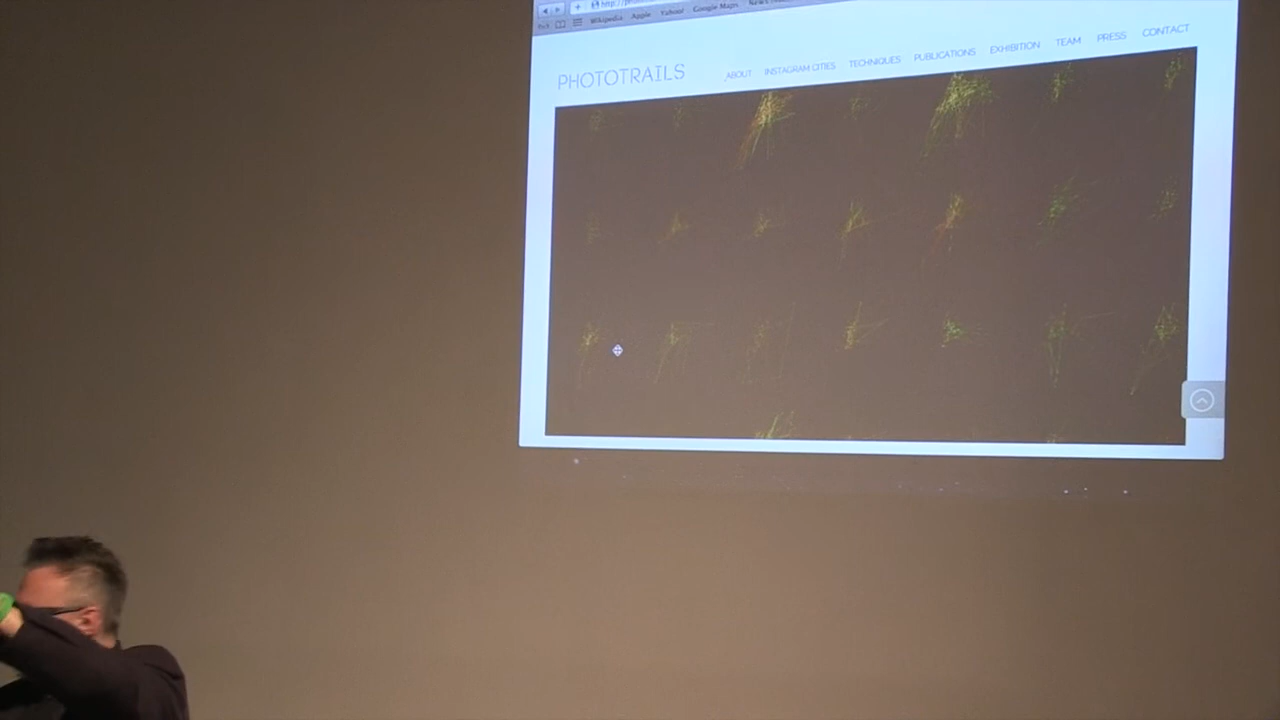 Wikipedia Apple Yahoo! Google Maps
PHOTOTRAILS
ABOUT INSTAGRAM CITIES TECHNIQUES PUBLICATIONS EXHIBITION TEAM PRESS CONTACT